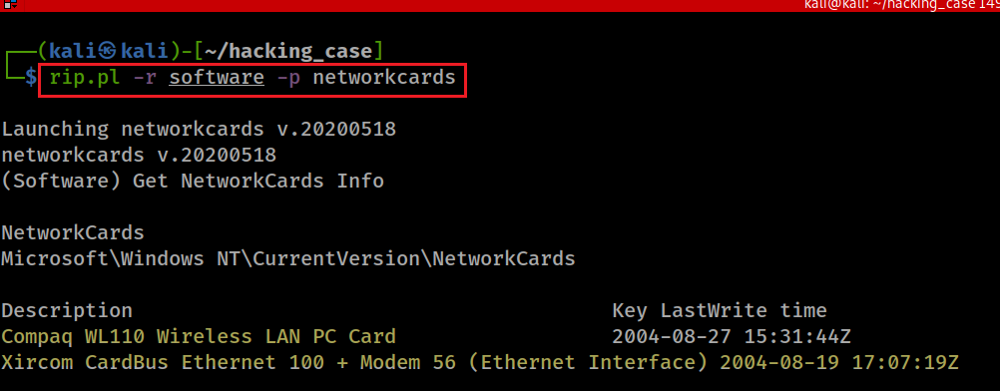 kali@kali: ~/hacking_case 149
┌──(kali㉿kali)-[~/hacking_case]
└─$ rip.pl -r software -p networkcards
Launching networkcards v.20200518
networkcards v.20200518
(Software) Get NetworkCards Info
NetworkCards
Microsoft\Windows NT\CurrentVersion\NetworkCards
Description Key LastWrite time
Compaq WL110 Wireless LAN PC Card 2004-08-27 15:31:44Z
Xircom CardBus Ethernet 100 + Modem 56 (Ethernet Interface) 2004-08-19 17:07:19Z